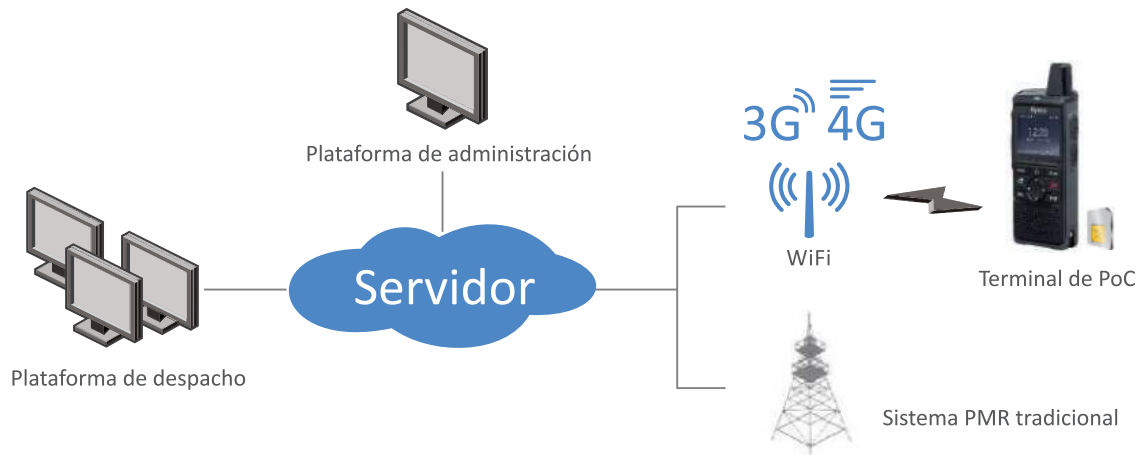 Plataforma de administración
3G 4G
WiFi
Terminal de PoC
Servidor
Plataforma de despacho
Sistema PMR tradicional